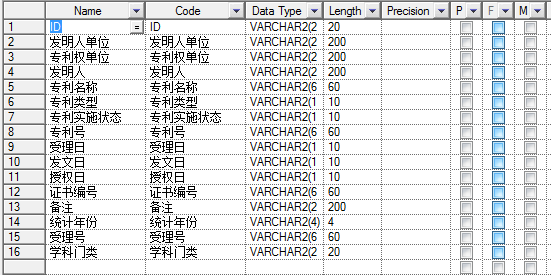 Name Code Data Type Length Precision P F M
1 ID = ID VARCHAR2(2 20
2 发明人单位 发明人单位 VARCHAR2(2 200
3 专利权单位 专利权单位 VARCHAR2(2 200
4 发明人 发明人 VARCHAR2(2 200
5 专利名称 专利名称 VARCHAR2(6 60
6 专利类型 专利类型 VARCHAR2(1 10
7 专利实施状态 专利实施状态 VARCHAR2(1 10
8 专利号 专利号 VARCHAR2(6 60
9 受理日 受理日 VARCHAR2(1 10
10 发文日 发文日 VARCHAR2(1 10
11 授权日 授权日 VARCHAR2(1 10
12 证书编号 证书编号 VARCHAR2(6 60
13 备注 备注 VARCHAR2(2 200
14 统计年份 统计年份 VARCHAR2(4) 4
15 受理号 受理号 VARCHAR2(6 60
16 学科门类 学科门类 VARCHAR2(2 20